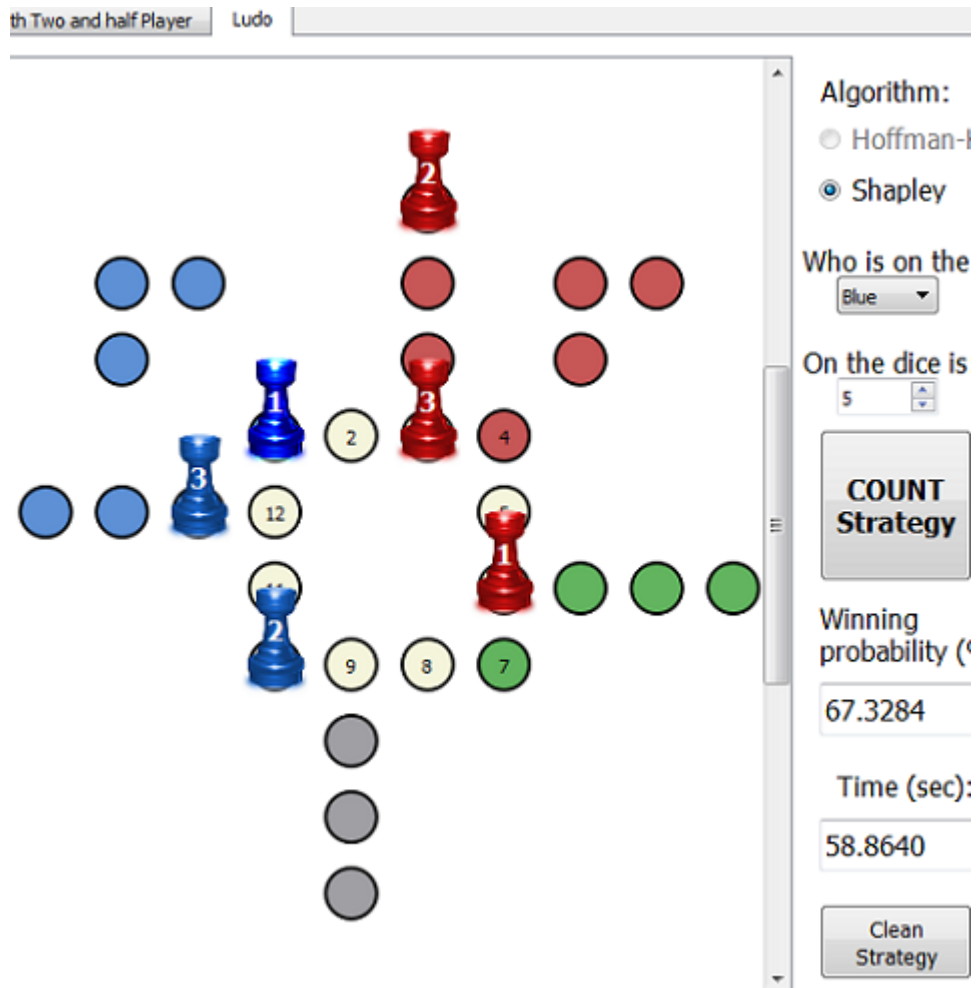 th Two and half Player Ludo
Algorithm:
Hoffman-
Shapley
Who is on the
Blue
On the dice is
5
COUNT
Strategy
Winning
probability (
67.3284
Time (sec):
58.8640
Clean
Strategy
2
1
2
3
4
3
12
1
2
9
8
7